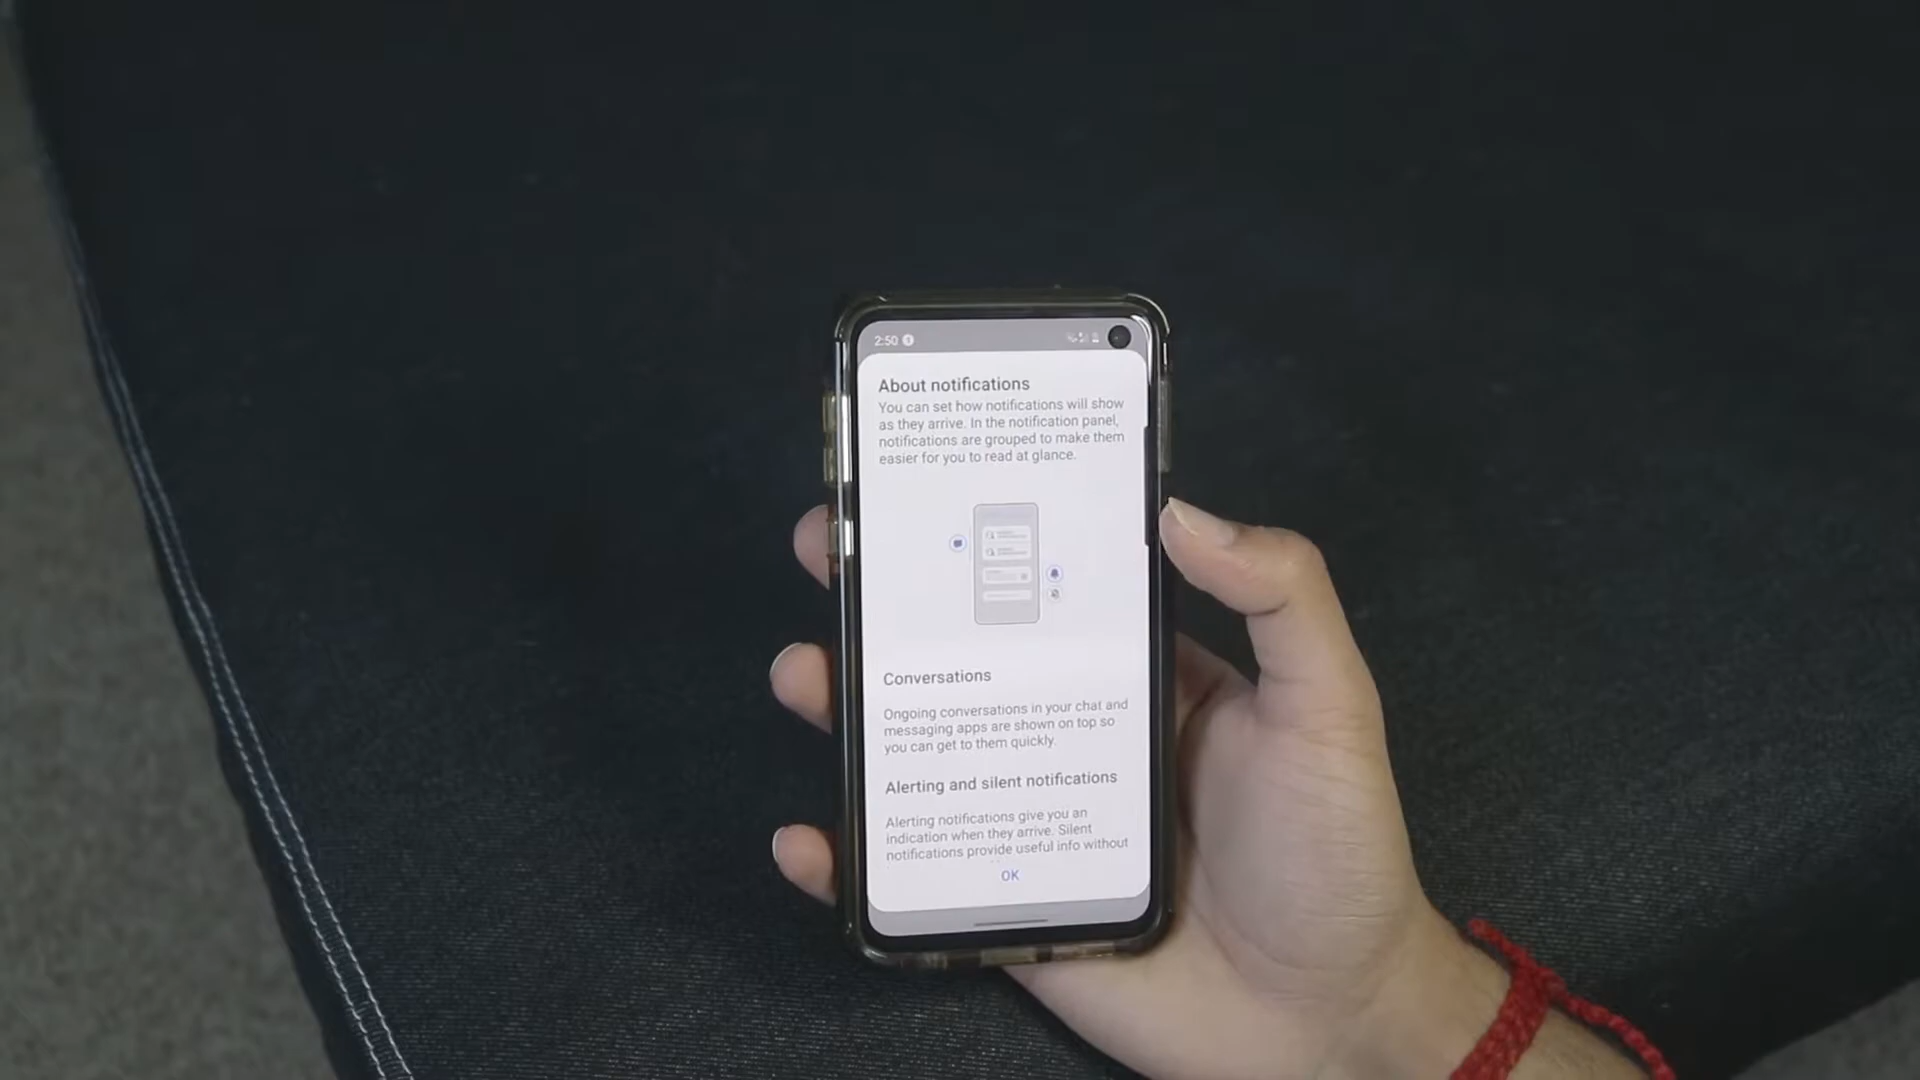 2:50
About notifications
You can set how notifications will show
as they arrive. In the notification panel,
notifications are grouped to make them
easier for you to read at glance.
Conversations
Ongoing conversations in your chat and
messaging apps are shown on top so
you can get to them quickly.
Alerting and silent notifications
Alerting notifications give you an
indication when they arrive. Silent
notifications provide useful info without
OK